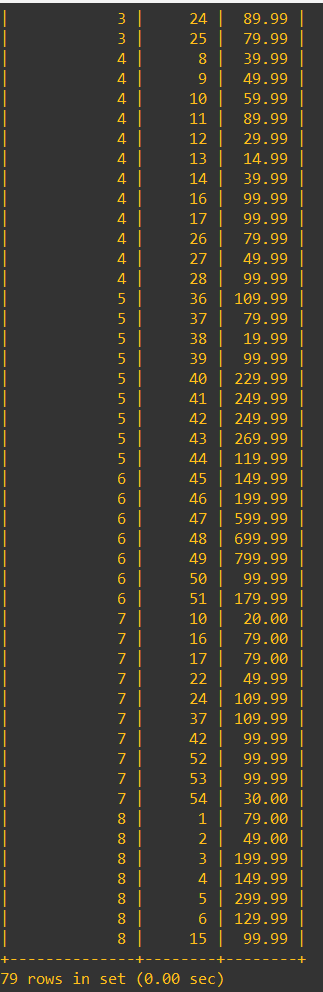 |             3 |     24 |  89.99 |
|             3 |     25 |  79.99 |
|             4 |      8 |  39.99 |
|             4 |      9 |  49.99 |
|             4 |     10 |  59.99 |
|             4 |     11 |  89.99 |
|             4 |     12 |  29.99 |
|             4 |     13 |  14.99 |
|             4 |     14 |  39.99 |
|             4 |     16 |  99.99 |
|             4 |     17 |  99.99 |
|             4 |     26 |  79.99 |
|             4 |     27 |  49.99 |
|             4 |     28 |  99.99 |
|             5 |     36 | 109.99 |
|             5 |     37 |  79.99 |
|             5 |     38 |  19.99 |
|             5 |     39 |  99.99 |
|             5 |     40 | 229.99 |
|             5 |     41 | 249.99 |
|             5 |     42 | 249.99 |
|             5 |     43 | 269.99 |
|             5 |     44 | 119.99 |
|             6 |     45 | 149.99 |
|             6 |     46 | 199.99 |
|             6 |     47 | 599.99 |
|             6 |     48 | 699.99 |
|             6 |     49 | 799.99 |
|             6 |     50 |  99.99 |
|             6 |     51 | 179.99 |
|             7 |     10 |  20.00 |
|             7 |     16 |  79.00 |
|             7 |     17 |  79.00 |
|             7 |     22 |  49.99 |
|             7 |     24 | 109.99 |
|             7 |     37 | 109.99 |
|             7 |     42 |  99.99 |
|             7 |     52 |  99.99 |
|             7 |     53 |  99.99 |
|             7 |     54 |  30.00 |
|             8 |      1 |  79.00 |
|             8 |      2 |  49.00 |
|             8 |      3 | 199.99 |
|             8 |      4 | 149.99 |
|             8 |      5 | 299.99 |
|             8 |      6 | 129.99 |
|             8 |     15 |  99.99 |
+---------------+--------+--------+
79 rows in set (0.00 sec)